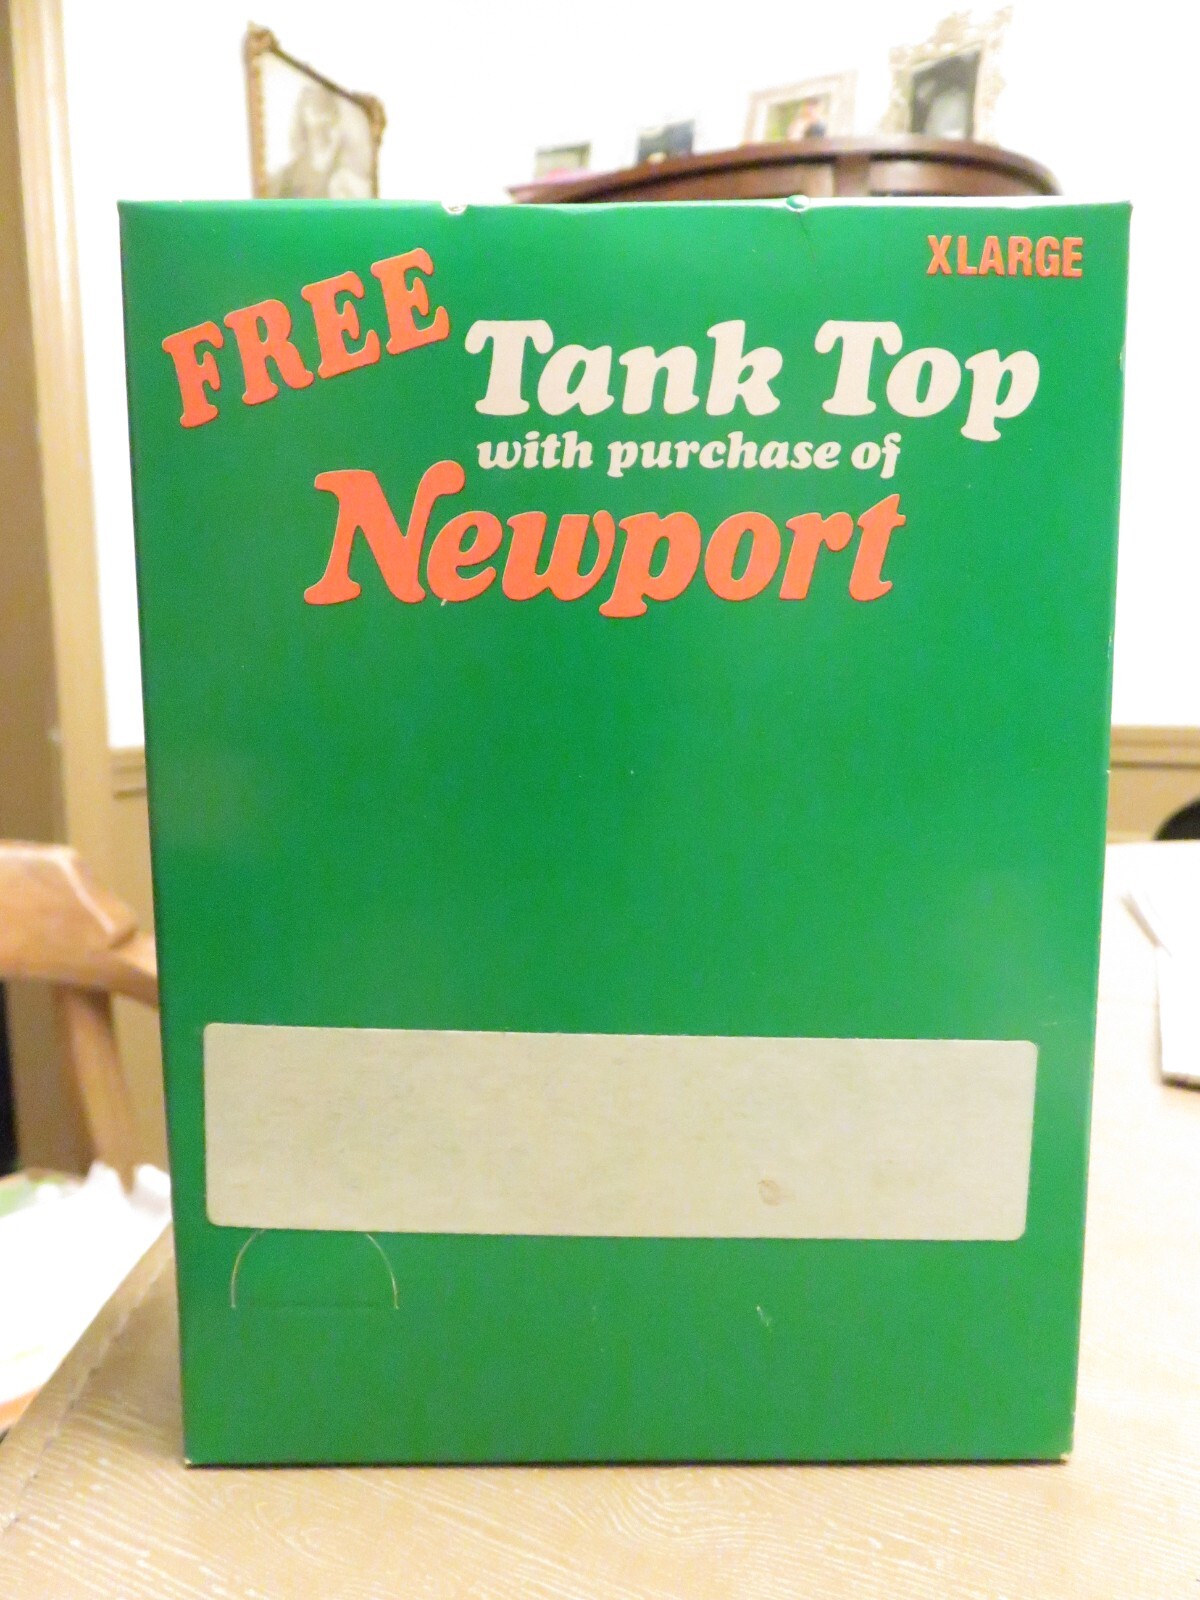 XLARGE
FREE Tank Top
with purchase of
Newport